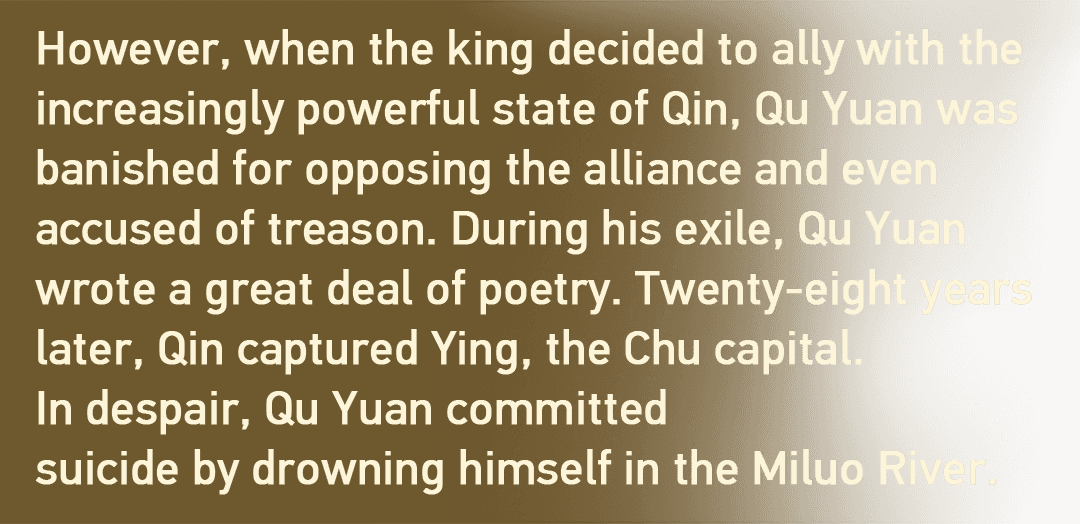 However, when the king decided to ally with the
increasingly powerful state of Qin, Qu Yuan was
banished for opposing the alliance and even
accused of treason. During his exile, Qu Yuan
wrote a great deal of poetry. Twenty-eight years
later, Qin captured Ying, the Chu capital.
In despair, Qu Yuan committed
suicide by drowning himself in the Miluo River.